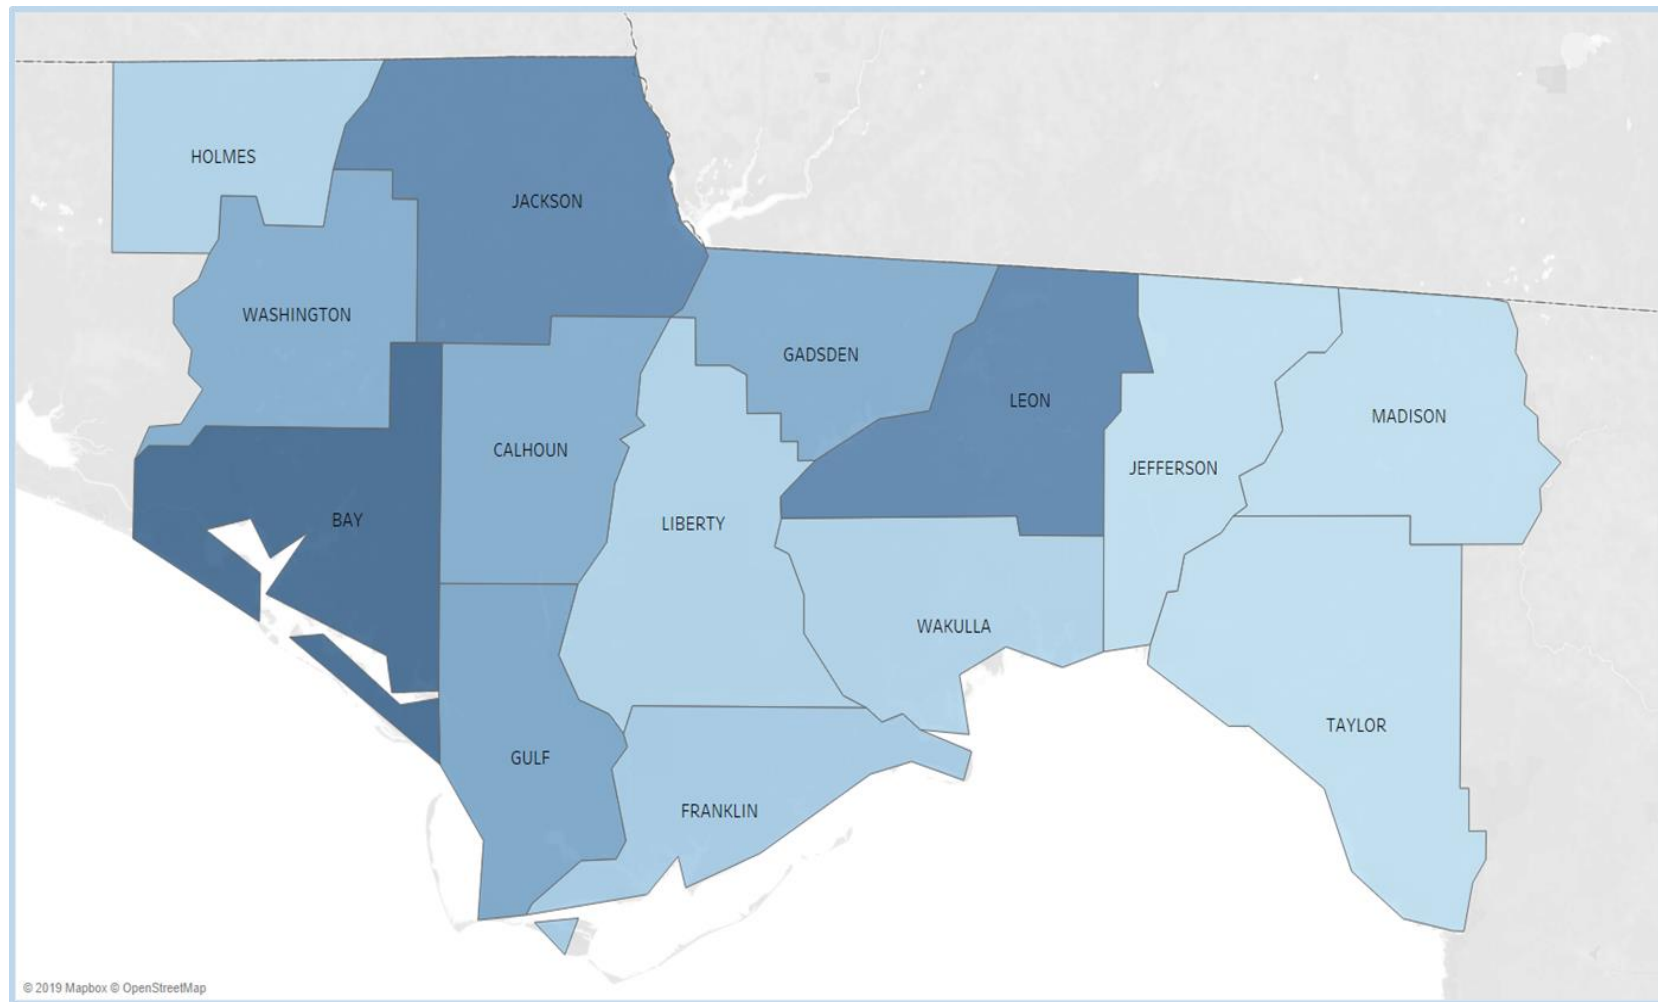 HOLMES
JACKSON
WASHINGTON
GADSDEN
LEON
MADISON
CALHOUN
JEFFERSON
BAY
LIBERTY
WAKULLA
TAYLOR
GULF
FRANKLIN
© 2019 Mapbox © OpenStreetMap